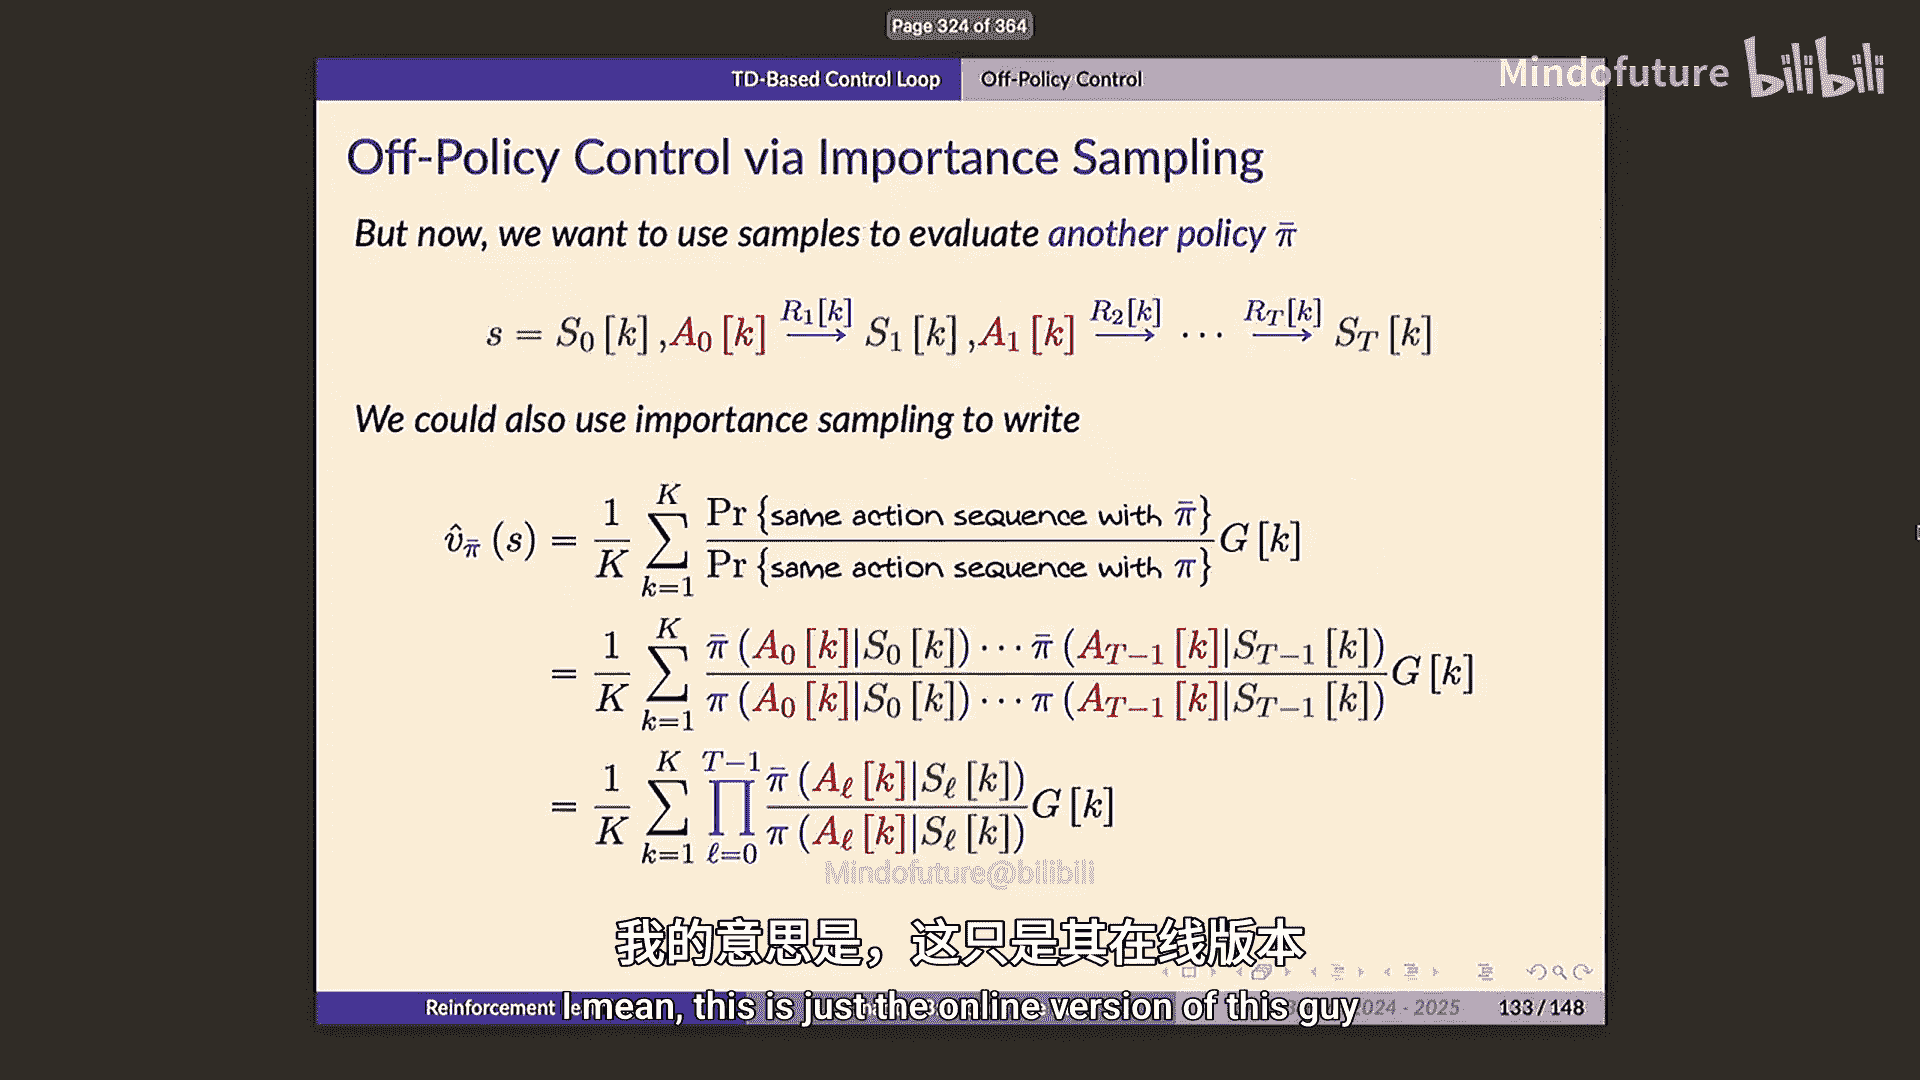 Page 324 of 364
Mindofuture bilibili
TD-Based Control Loop Off-Policy Control
Off-Policy Control via Importance Sampling
But now, we want to use samples to evaluate another policy π̄
s = S₀[k], A₀[k] —R₁[k]→ S₁[k], A₁[k] —R₂[k]→ ⋯ —R_T[k]→ S_T[k]
We could also use importance sampling to write
v̂_π̄(s) = 1/K ∑_{k=1}^{K} Pr{same action sequence with π̄} / Pr{same action sequence with π} G[k]
= 1/K ∑_{k=1}^{K} π̄(A₀[k]|S₀[k]) ⋯ π̄(A_{T−1}[k]|S_{T−1}[k]) / π(A₀[k]|S₀[k]) ⋯ π(A_{T−1}[k]|S_{T−1}[k]) G[k]
= 1/K ∑_{k=1}^{K} ∏_{ℓ=0}^{T−1} π̄(A_ℓ[k]|S_ℓ[k]) / π(A_ℓ[k]|S_ℓ[k]) G[k]
Mindofuture@bilibili
我的意思是，这只是其在线版本
I mean, this is just the online version of this guy
Reinforcement 2024 - 2025 133 / 148